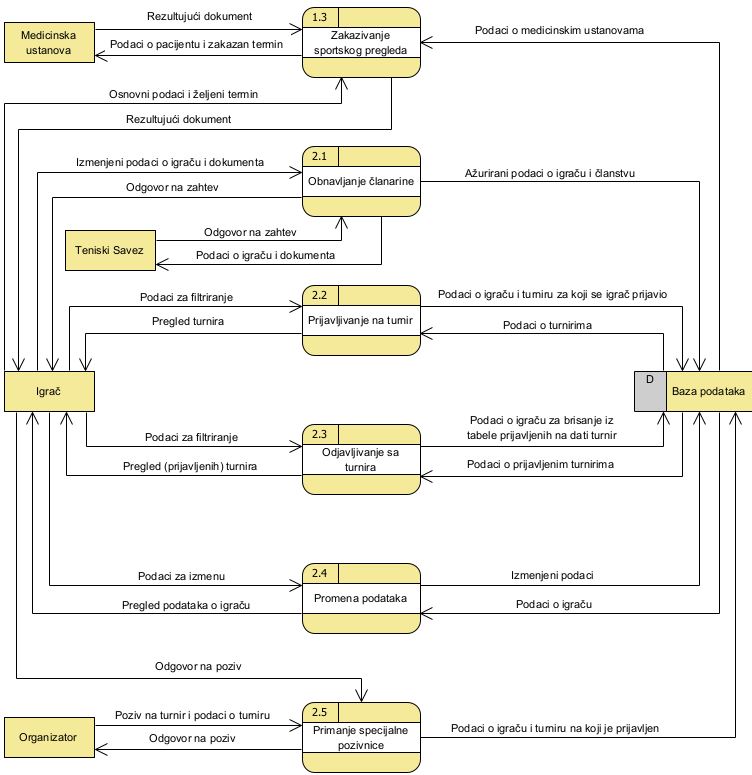 1.3
Rezultujući dokument
Medicinska
ustanova
Zakazivanje
sportskog pregleda
Podaci o medicinskim ustanovama
Podaci o pacijentu i zakazan termin
Osnovni podaci i željeni termin
Rezultujući dokument
2.1
Izmenjeni podaci o igraču i dokumenta
Obnavljanje članarine
Ažurirani podaci o igraču i članstvu
Odgovor na zahtev
Teniski Savez
Odgovor na zahtev
Podaci o igraču i dokumenta
2.2
Podaci za filtriranje
Prijavljivanje na turnir
Podaci o igraču i turniru za koji se igrač prijavio
Pregled turnira
Podaci o turnirima
Igrač
D
Baza podataka
2.3
Podaci za filtriranje
Odjavljivanje sa
turnira
Podaci o igraču za brisanje iz
tabele prijavljenih na dati turnir
Pregled (prijavljenih) turnira
Podaci o prijavljenim turnirima
2.4
Podaci za izmenu
Promena podataka
Izmenjeni podaci
Pregled podataka o igraču
Podaci o igraču
Odgovor na poziv
2.5
Organizator
Poziv na turnir i podaci o turniru
Primanje specijalne
pozivnice
Podaci o igraču i turniru na koji je prijavljen
Odgovor na poziv